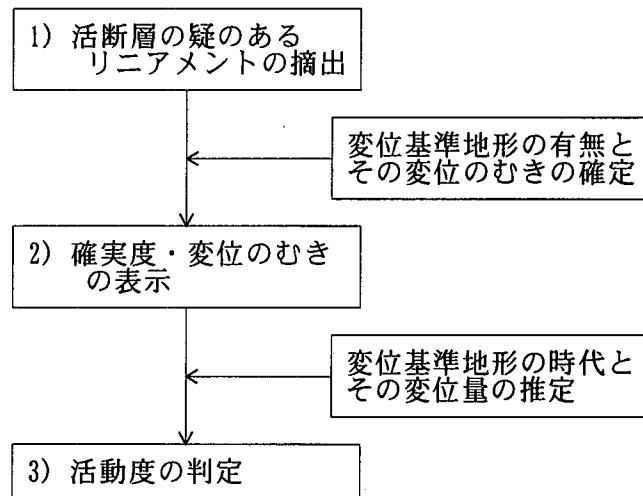 1) 活断層の疑のある
リニアメントの摘出
変位基準地形の有無と
その変位のむきの確定
2) 確実度・変位のむき
の表示
変位基準地形の時代と
その変位量の推定
3) 活動度の判定